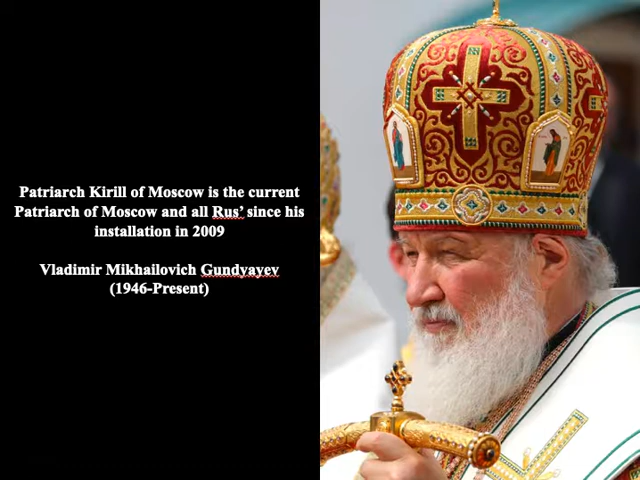 Patriarch Kirill of Moscow is the current
Patriarch of Moscow and all Rus’ since his
installation in 2009
Vladimir Mikhailovich Gundyayev
(1946-Present)